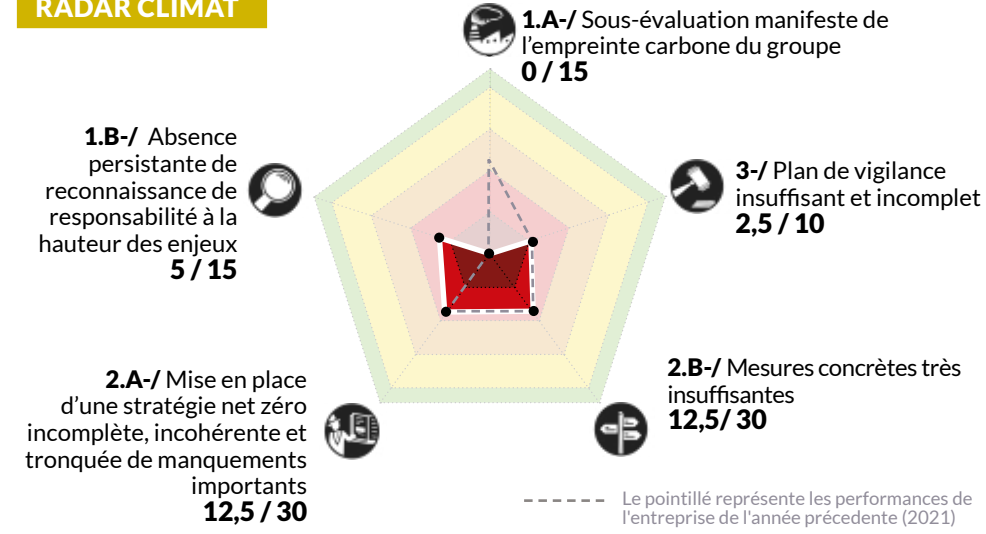 RADAR CLIMAT
1.A-/ Sous-évaluation manifeste de
l'empreinte carbone du groupe
0 / 15
1.B-/ Absence
persistante de
reconnaissance de
responsabilité à la
hauteur des enjeux
5 / 15
3-/ Plan de vigilance
insuffisant et incomplet
2,5 / 10
2.A-/ Mise en place
d'une stratégie net zéro
incomplète, incohérente et
tronquée de manquements
importants
12,5 / 30
2.B-/ Mesures concrètes très
insuffisantes
12,5/ 30
Le pointillé représente les performances de
l'entreprise de l'année précedente (2021)